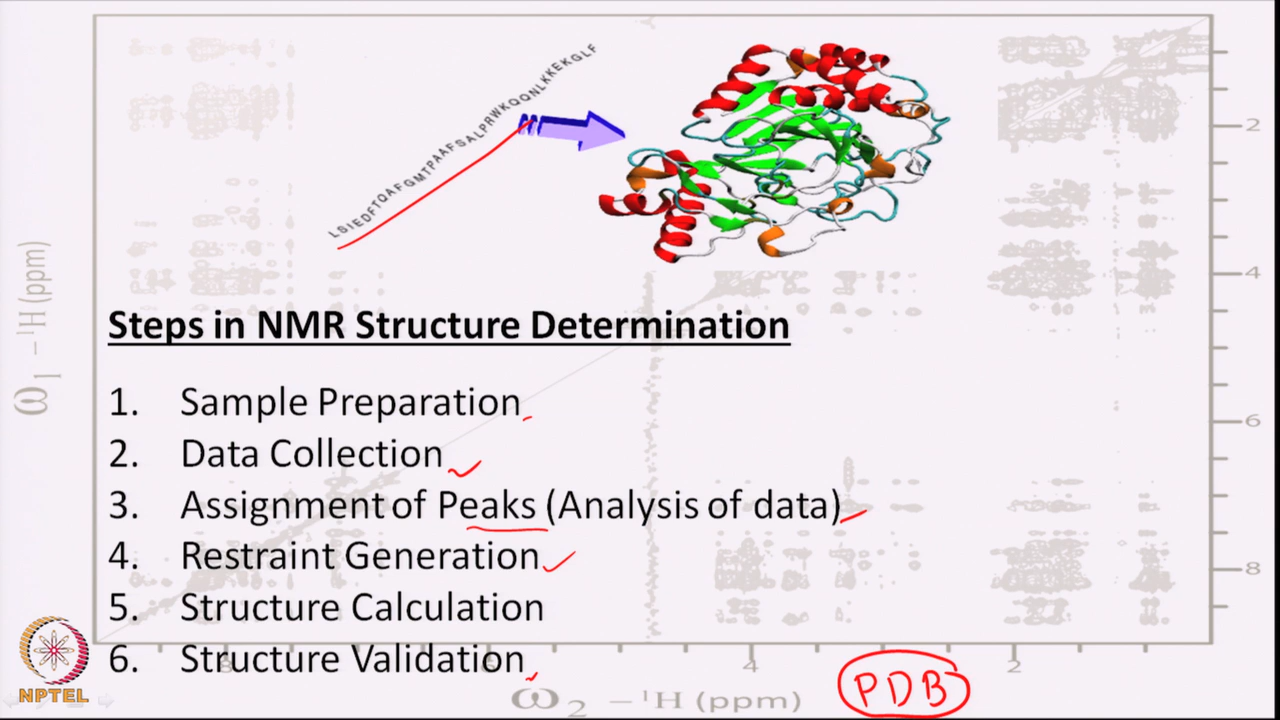 LSIEDFTQAFGMTPAAFSALPRWKQQNLKKEKGLF
2
4
6
8
ω1 – ¹H (ppm)
Steps in NMR Structure Determination
1. Sample Preparation
2. Data Collection
3. Assignment of Peaks (Analysis of data)
4. Restraint Generation
5. Structure Calculation
6. Structure Validation
8
6
4
2
ω2 – ¹H (ppm)
PDB
NPTEL